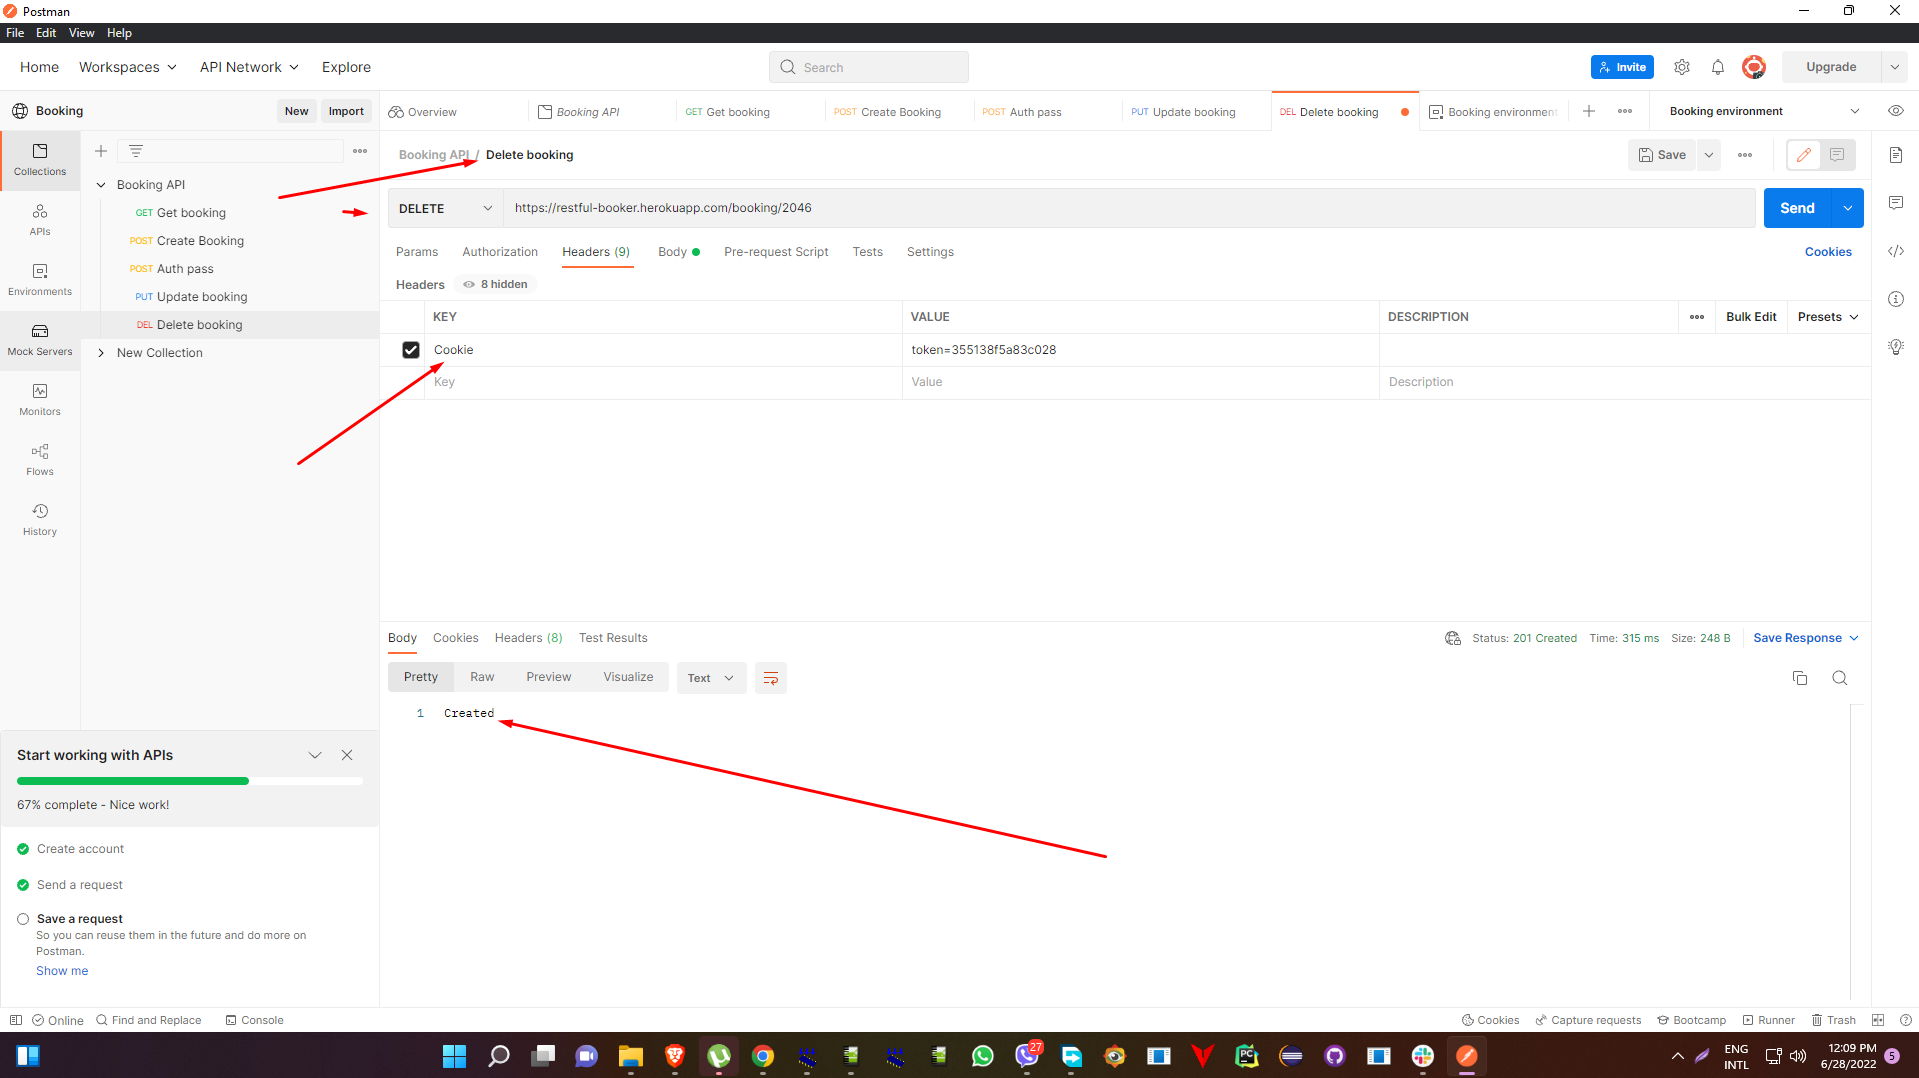 Postman
File Edit View Help
Home Workspaces API Network Explore Search Invite Upgrade
Booking New Import Overview Booking API GET Get booking POST Create Booking POST Auth pass PUT Update booking DEL Delete booking Booking environment Booking environment
Booking API / Delete booking Save
DELETE https://restful-booker.herokuapp.com/booking/2046 Send
Params Authorization Headers (9) Body Pre-request Script Tests Settings Cookies
Headers 8 hidden
KEY VALUE DESCRIPTION Bulk Edit Presets
Cookie token=355138f5a83c028
Key Value Description
Collections
APIs
Environments
Mock Servers
Monitors
Flows
History
Booking API
GET Get booking
POST Create Booking
POST Auth pass
PUT Update booking
DEL Delete booking
New Collection
Body Cookies Headers (8) Test Results Status: 201 Created Time: 315 ms Size: 248 B Save Response
Pretty Raw Preview Visualize Text
1 Created
Start working with APIs
67% complete - Nice work!
Create account
Send a request
Save a request
So you can reuse them in the future and do more on
Postman.
Show me
Online Find and Replace Console Cookies Capture requests Bootcamp Runner Trash
27 PC ENG 12:09 PM 5
INTL 6/28/2022